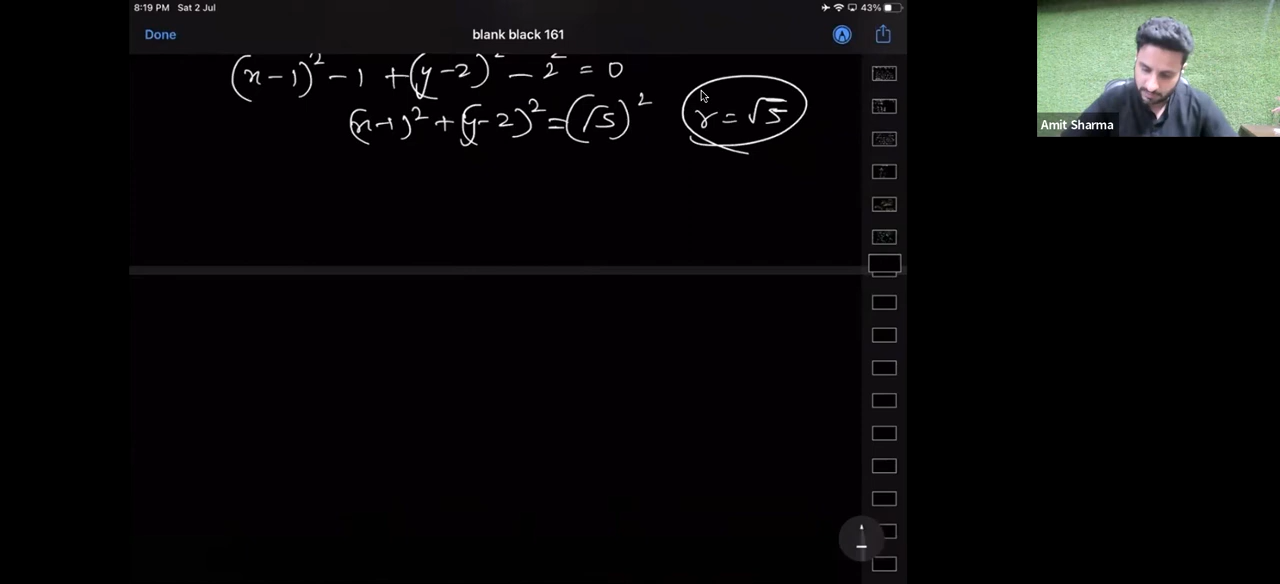 8:19 PM Sat 2 Jul
43%
Done
blank black 161
(x-1)² - 1 + (y-2)² - 2² = 0
(x-1)² + (y-2)² = (√5)²
r = √5
Amit Sharma